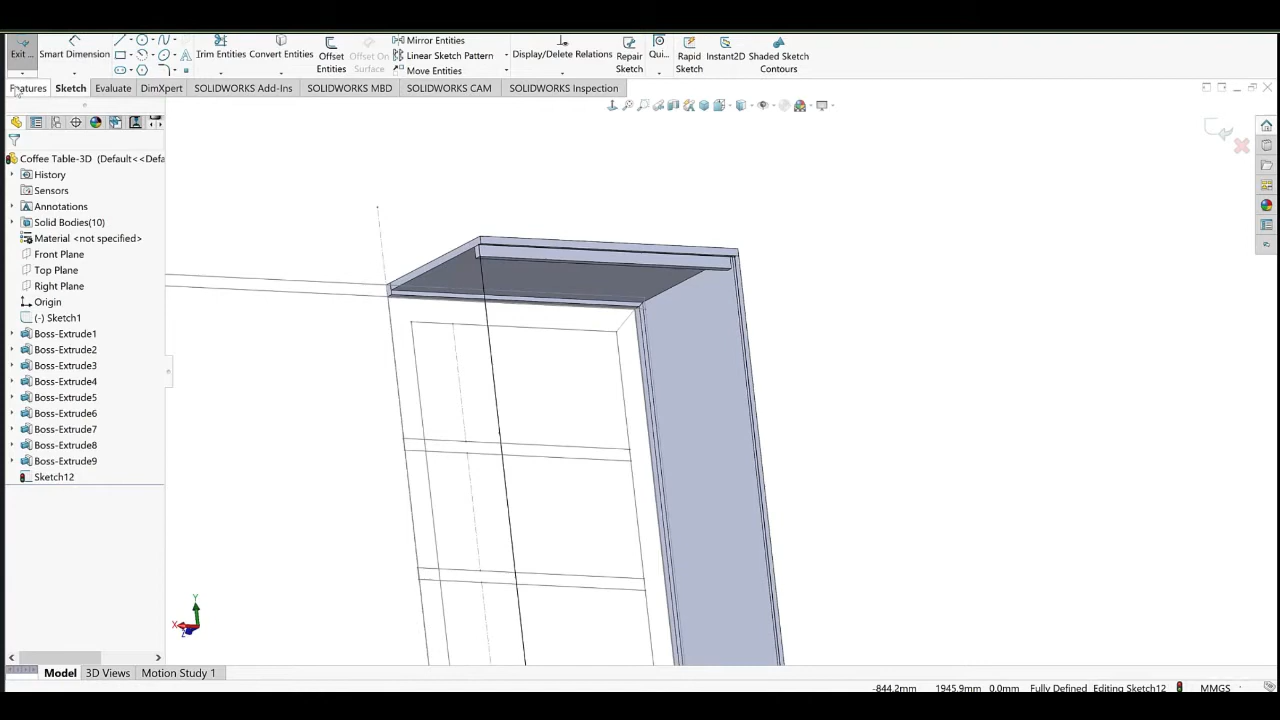 Exit ...
Smart Dimension
Trim Entities
Convert Entities
Offset Entities
Offset On Surface
Mirror Entities
Linear Sketch Pattern
Move Entities
Display/Delete Relations
Repair Sketch
Qui...
Rapid Sketch
Instant2D
Shaded Sketch Contours
Features Sketch Evaluate DimXpert SOLIDWORKS Add-Ins SOLIDWORKS MBD SOLIDWORKS CAM SOLIDWORKS Inspection
Coffee Table-3D (Default<<Defa
History
Sensors
Annotations
Solid Bodies(10)
Material <not specified>
Front Plane
Top Plane
Right Plane
Origin
(-) Sketch1
Boss-Extrude1
Boss-Extrude2
Boss-Extrude3
Boss-Extrude4
Boss-Extrude5
Boss-Extrude6
Boss-Extrude7
Boss-Extrude8
Boss-Extrude9
Sketch12
Y
X
Z
Model 3D Views Motion Study 1
-844.2mm 1945.9mm 0.0mm Fully Defined Editing Sketch12 MMGS